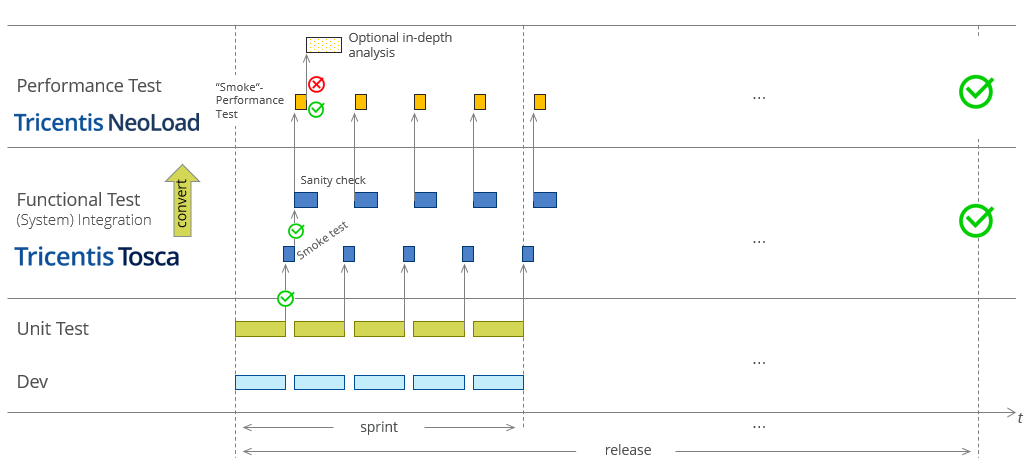 Optional in-depth
analysis
Performance Test
“Smoke“-
Performance
Test
...
Tricentis NeoLoad
convert
Sanity check
Functional Test
(System) Integration
Smoke test
...
Tricentis Tosca
Unit Test
...
Dev
t
sprint
...
release